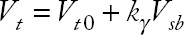 V_t = V_{t0} + k_γ V_{sb}